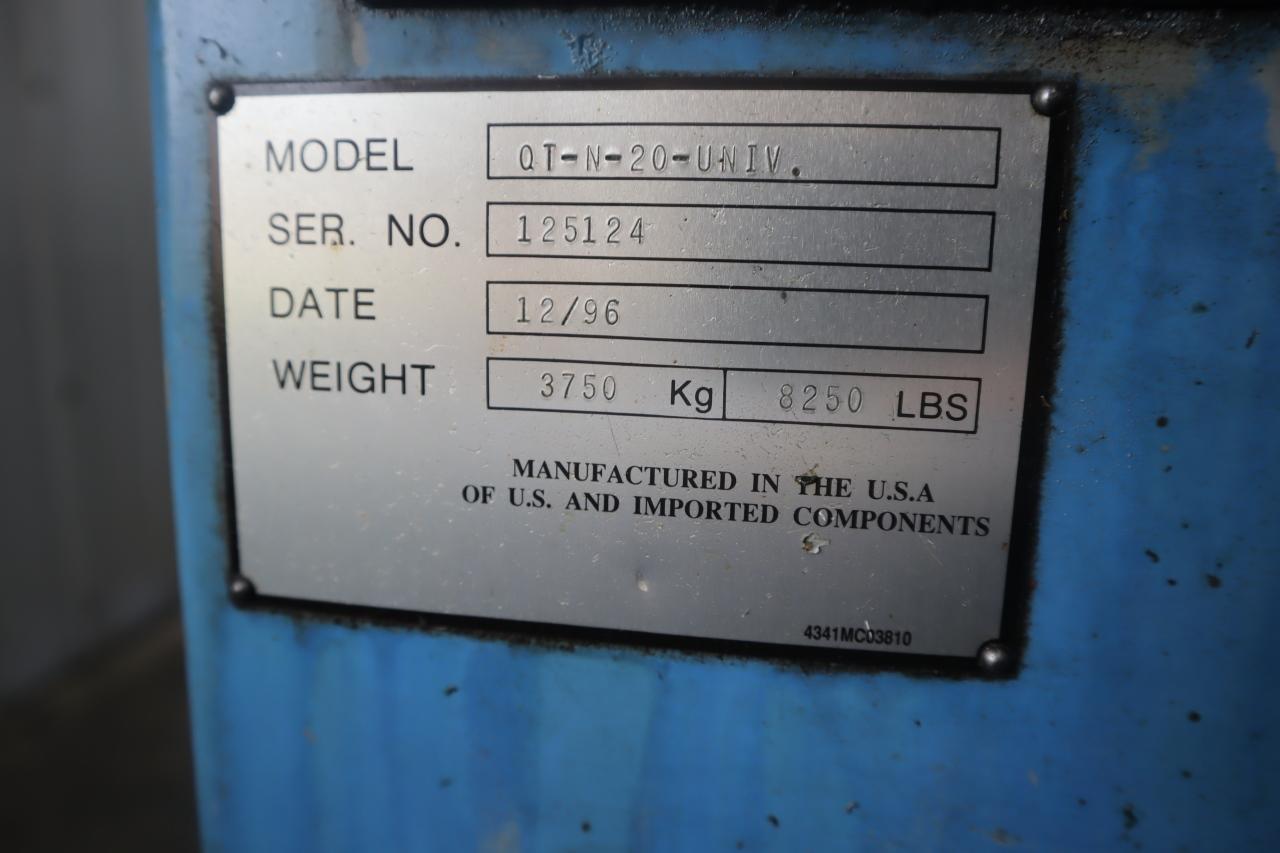 MODEL QT-N-20-UNIV.
SER. NO. 125124
DATE 12/96
WEIGHT 3750 Kg 8250 LBS
MANUFACTURED IN THE U.S.A
OF U.S. AND IMPORTED COMPONENTS
4341MC03810